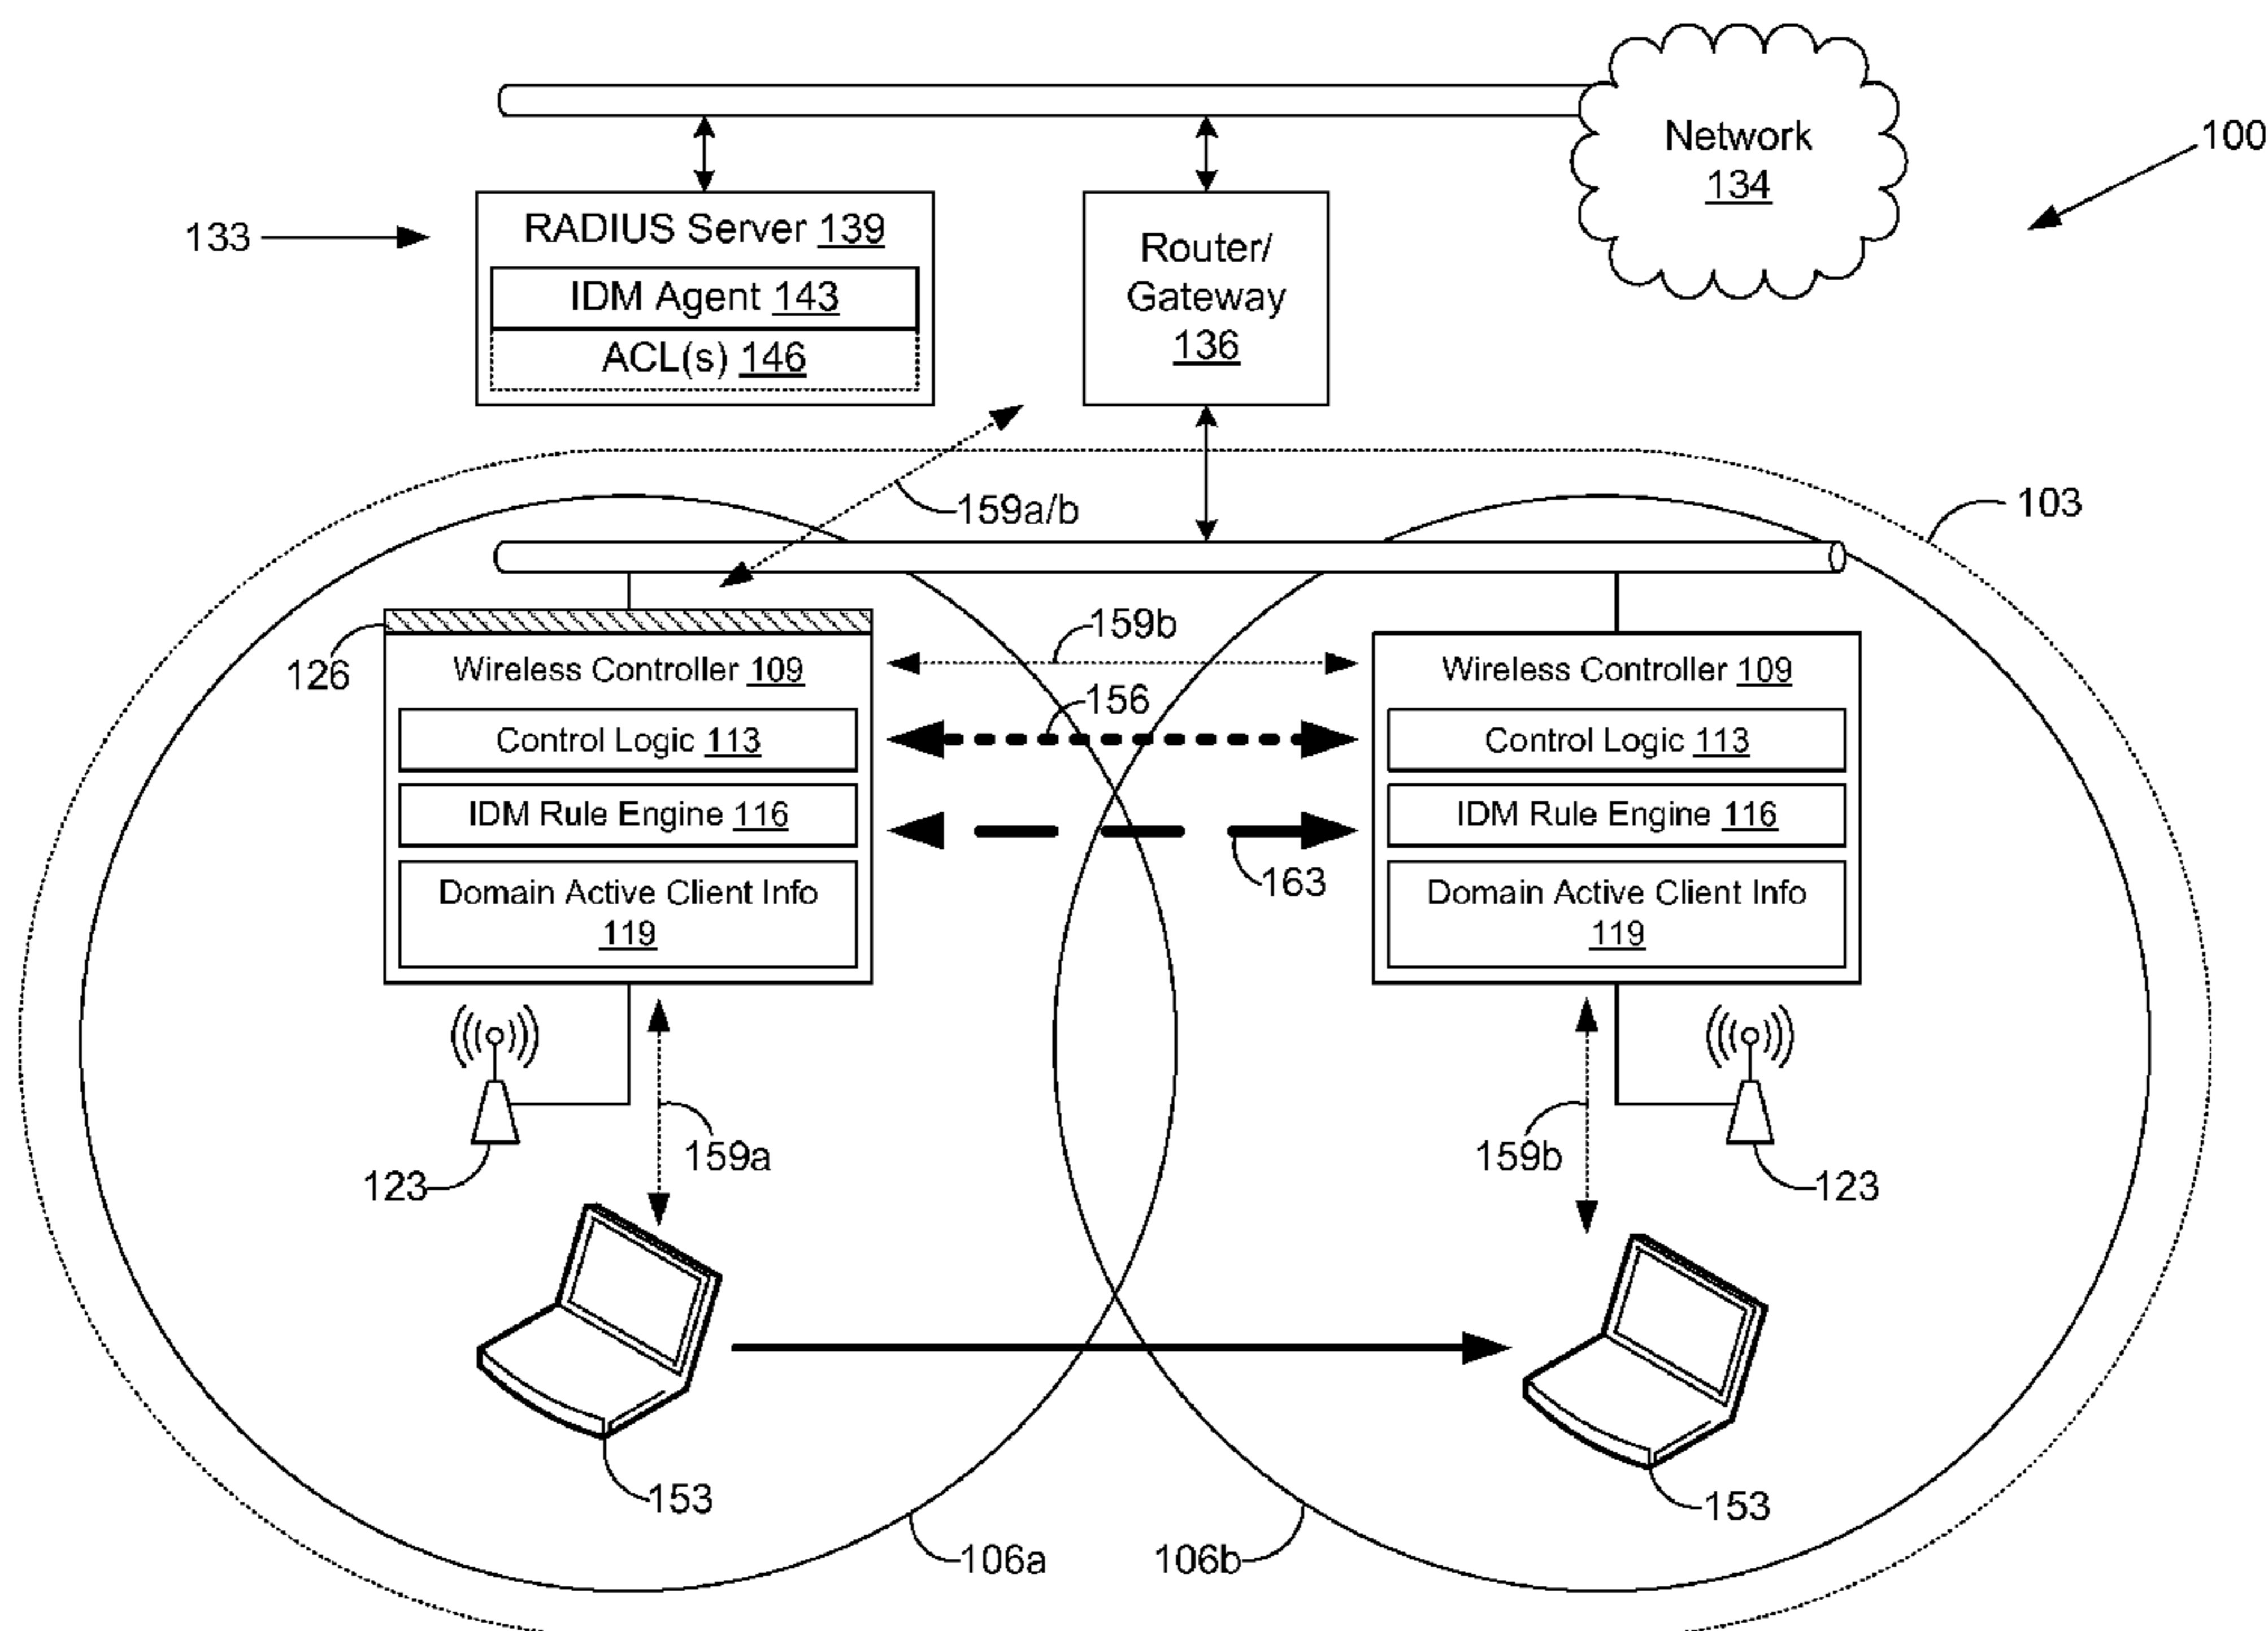 Network
134
100
133
RADIUS Server 139
IDM Agent 143
ACL(s) 146
Router/
Gateway
136
159a/b
103
126
159b
156
163
Wireless Controller 109
Control Logic 113
IDM Rule Engine 116
Domain Active Client Info
119
Wireless Controller 109
Control Logic 113
IDM Rule Engine 116
Domain Active Client Info
119
123
159a
159b
123
153
153
106a
106b